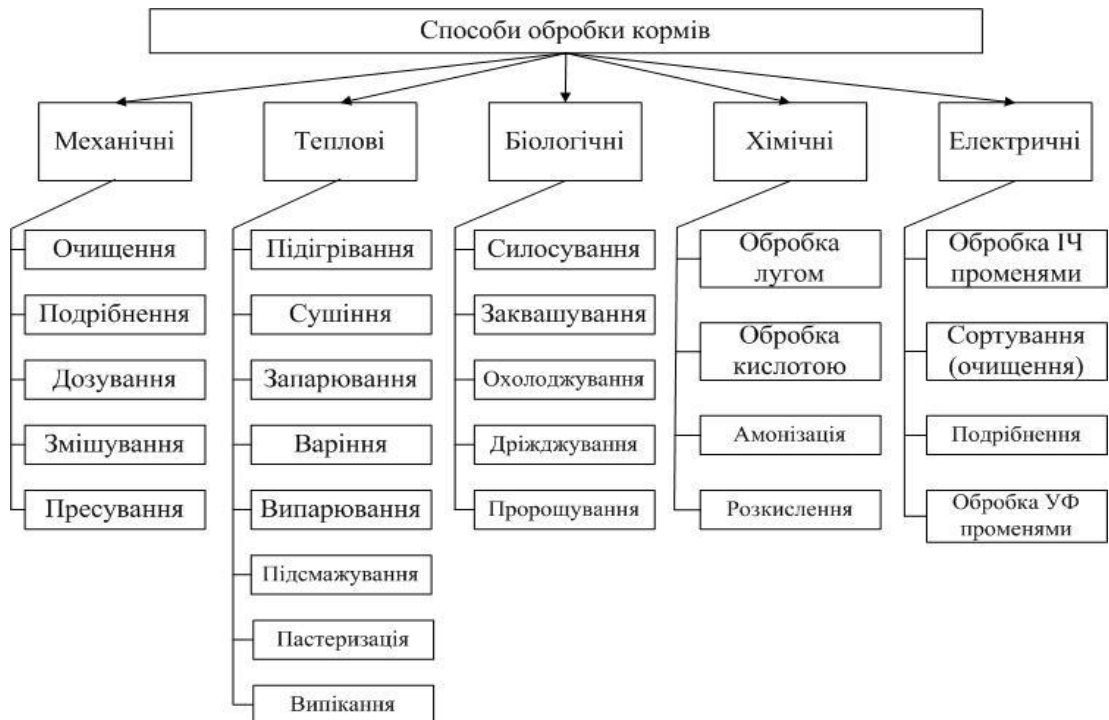 Способи обробки кормів
Механічні
Теплові
Біологічні
Хімічні
Електричні
Очищення
Подрібнення
Дозування
Змішування
Пресування
Підігрівання
Сушіння
Запарювання
Варіння
Випарювання
Підсмажування
Пастеризація
Випікання
Силосування
Заквашування
Охолоджування
Дріжджування
Пророщування
Обробка
лугом
Обробка
кислотою
Амонізація
Розкислення
Обробка ІЧ
променями
Сортування
(очищення)
Подрібнення
Обробка УФ
променями